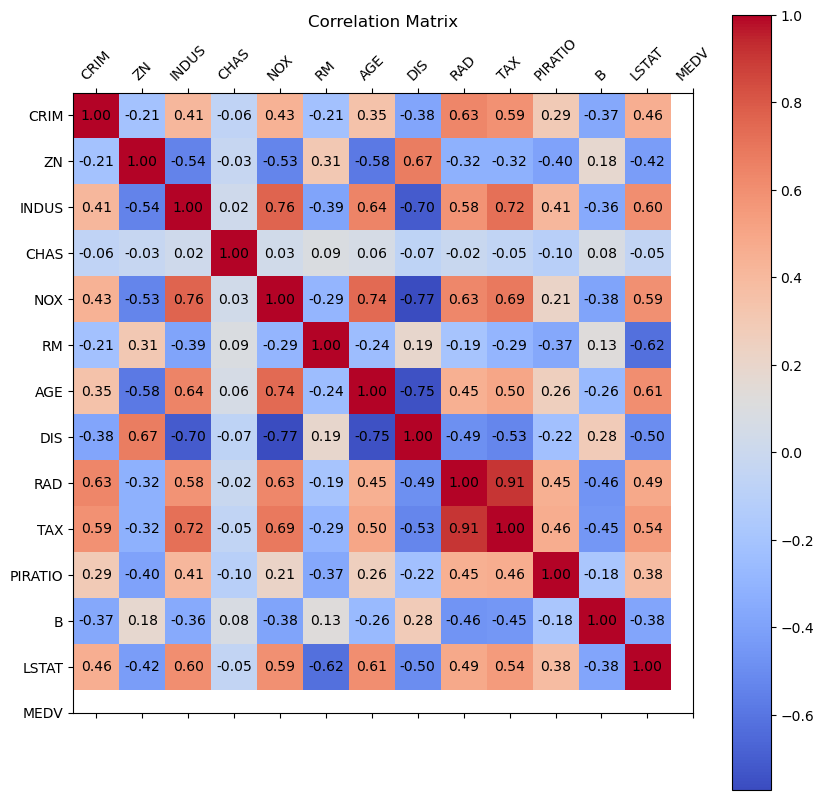 Correlation Matrix
CRIM ZN INDUS CHAS NOX RM AGE DIS RAD TAX PIRATIO B LSTAT MEDV
CRIM 1.00 -0.21 0.41 -0.06 0.43 -0.21 0.35 -0.38 0.63 0.59 0.29 -0.37 0.46
ZN -0.21 1.00 -0.54 -0.03 -0.53 0.31 -0.58 0.67 -0.32 -0.32 -0.40 0.18 -0.42
INDUS 0.41 -0.54 1.00 0.02 0.76 -0.39 0.64 -0.70 0.58 0.72 0.41 -0.36 0.60
CHAS -0.06 -0.03 0.02 1.00 0.03 0.09 0.06 -0.07 -0.02 -0.05 -0.10 0.08 -0.05
NOX 0.43 -0.53 0.76 0.03 1.00 -0.29 0.74 -0.77 0.63 0.69 0.21 -0.38 0.59
RM -0.21 0.31 -0.39 0.09 -0.29 1.00 -0.24 0.19 -0.19 -0.29 -0.37 0.13 -0.62
AGE 0.35 -0.58 0.64 0.06 0.74 -0.24 1.00 -0.75 0.45 0.50 0.26 -0.26 0.61
DIS -0.38 0.67 -0.70 -0.07 -0.77 0.19 -0.75 1.00 -0.49 -0.53 -0.22 0.28 -0.50
RAD 0.63 -0.32 0.58 -0.02 0.63 -0.19 0.45 -0.49 1.00 0.91 0.45 -0.46 0.49
TAX 0.59 -0.32 0.72 -0.05 0.69 -0.29 0.50 -0.53 0.91 1.00 0.46 -0.45 0.54
PIRATIO 0.29 -0.40 0.41 -0.10 0.21 -0.37 0.26 -0.22 0.45 0.46 1.00 -0.18 0.38
B -0.37 0.18 -0.36 0.08 -0.38 0.13 -0.26 0.28 -0.46 -0.45 -0.18 1.00 -0.38
LSTAT 0.46 -0.42 0.60 -0.05 0.59 -0.62 0.61 -0.50 0.49 0.54 0.38 -0.38 1.00
MEDV
1.0
0.8
0.6
0.4
0.2
0.0
−0.2
−0.4
−0.6